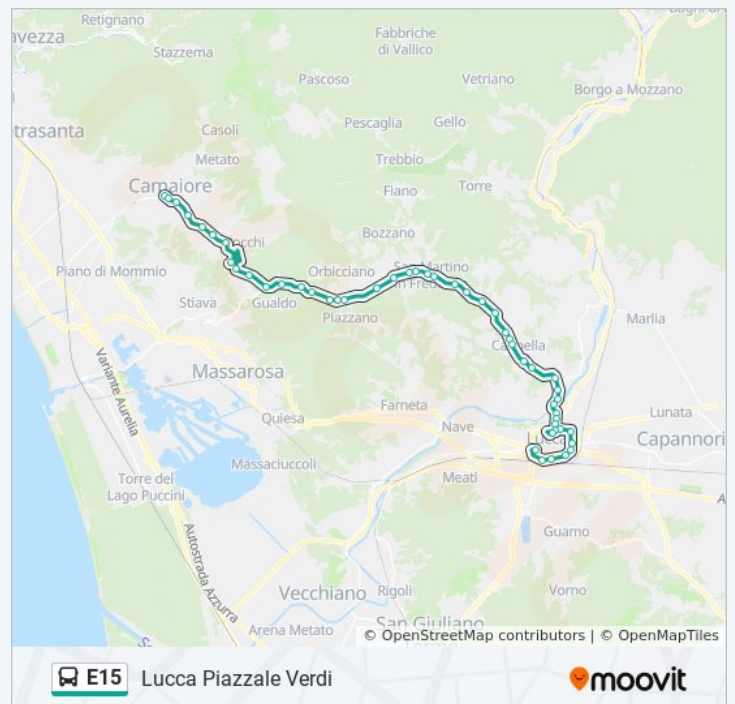 Retignano
Stazzema
Fabbriche
di Vallico
Pascoso
Vetriano
Borgo a Mozzano
Pescaglia
Gello
Casoli
Metato
Trebbio
Fiano
Torre
Camaiore
Bozzano
Piano di Mommio
Orbicciano
San Martino
Stiava
Gualdo
Piazzano
Marlia
Variante Aurelia
Massarosa
Farneta
Lunata
Quiesa
Nave
Lucca
Capannori
Massaciuccoli
Meati
Torre del
Lago Puccini
Autostrada Azzurra
Guamo
Vecchiano
Rigoli
Vorno
Arena Metato
San Giuliano
© OpenStreetMap contributors | © OpenMapTiles
E15 Lucca Piazzale Verdi
moovit